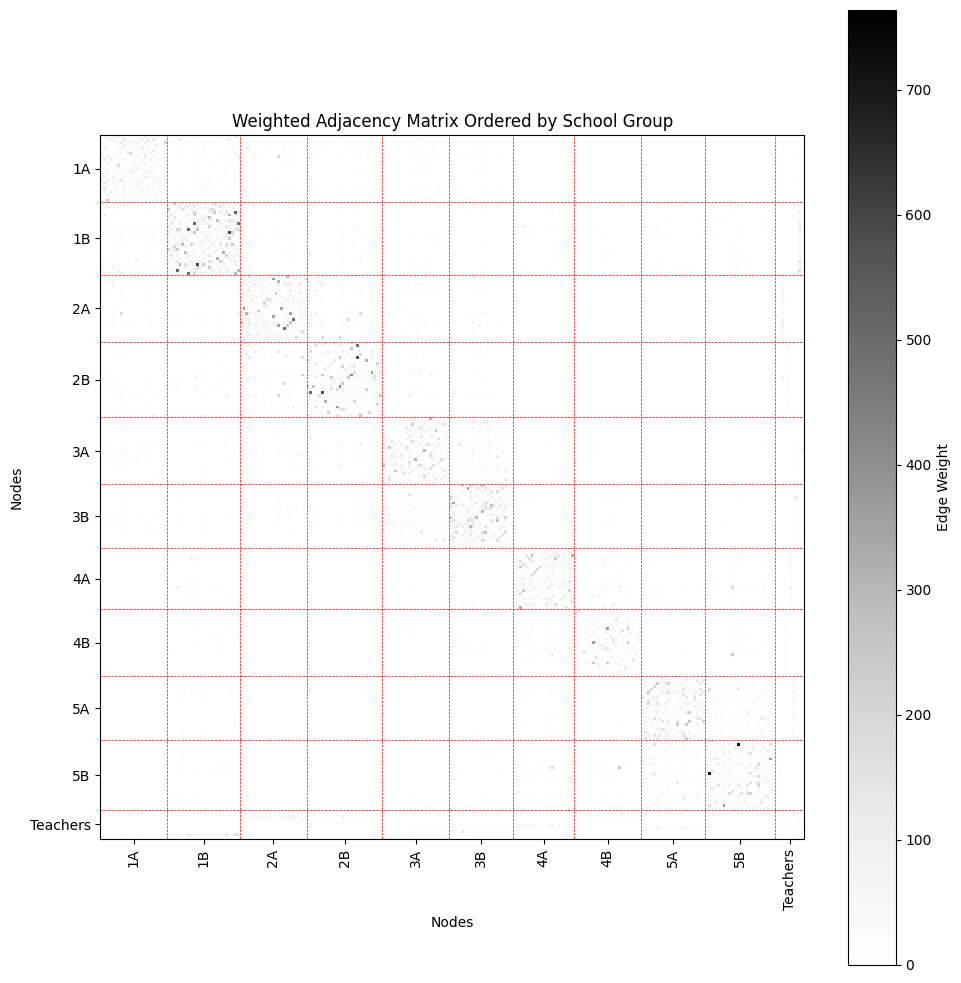 Weighted Adjacency Matrix Ordered by School Group
1A
1B
2A
2B
3A
3B
4A
4B
5A
5B
Teachers
Nodes
1A
1B
2A
2B
3A
3B
4A
4B
5A
5B
Teachers
Nodes
700
600
500
400
300
200
100
0
Edge Weight